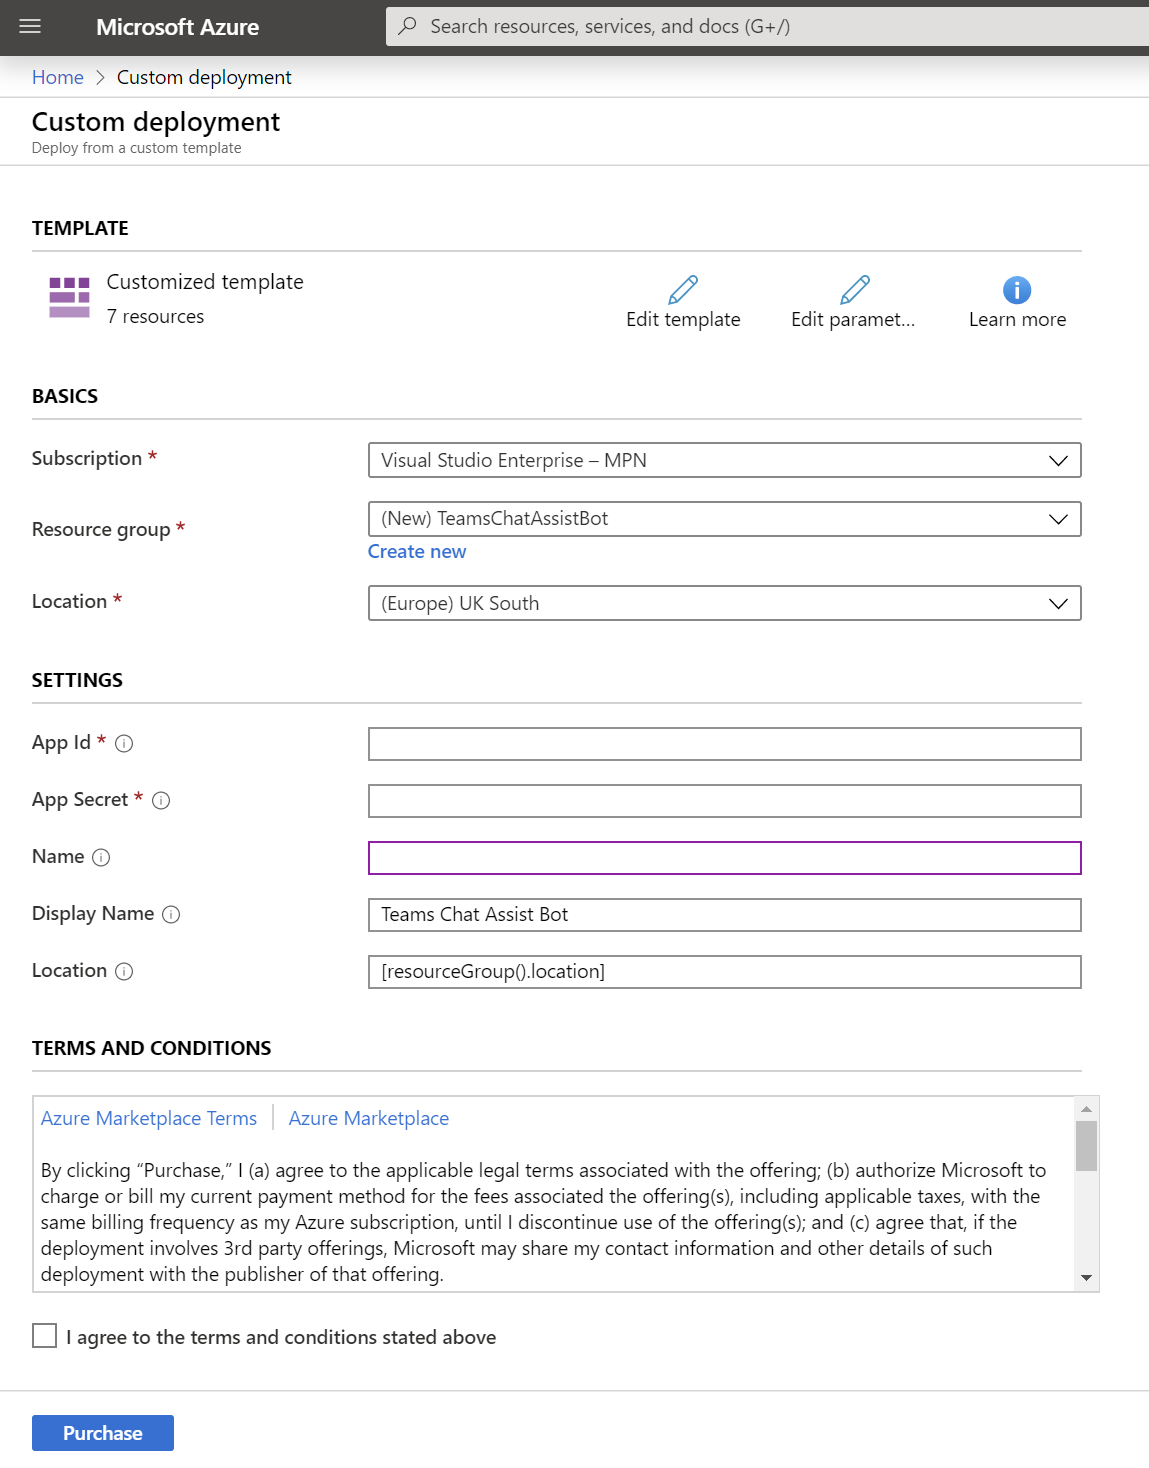 Microsoft Azure
Search resources, services, and docs (G+/)
Home > Custom deployment
Custom deployment
Deploy from a custom template
TEMPLATE
Customized template
7 resources
Edit template
Edit paramet...
Learn more
BASICS
Subscription *
Visual Studio Enterprise – MPN
Resource group *
(New) TeamsChatAssistBot
Create new
Location *
(Europe) UK South
SETTINGS
App Id *
App Secret *
Name
Display Name
Teams Chat Assist Bot
Location
[resourceGroup().location]
TERMS AND CONDITIONS
Azure Marketplace Terms | Azure Marketplace
By clicking “Purchase,” I (a) agree to the applicable legal terms associated with the offering; (b) authorize Microsoft to
charge or bill my current payment method for the fees associated the offering(s), including applicable taxes, with the
same billing frequency as my Azure subscription, until I discontinue use of the offering(s); and (c) agree that, if the
deployment involves 3rd party offerings, Microsoft may share my contact information and other details of such
deployment with the publisher of that offering.
I agree to the terms and conditions stated above
Purchase